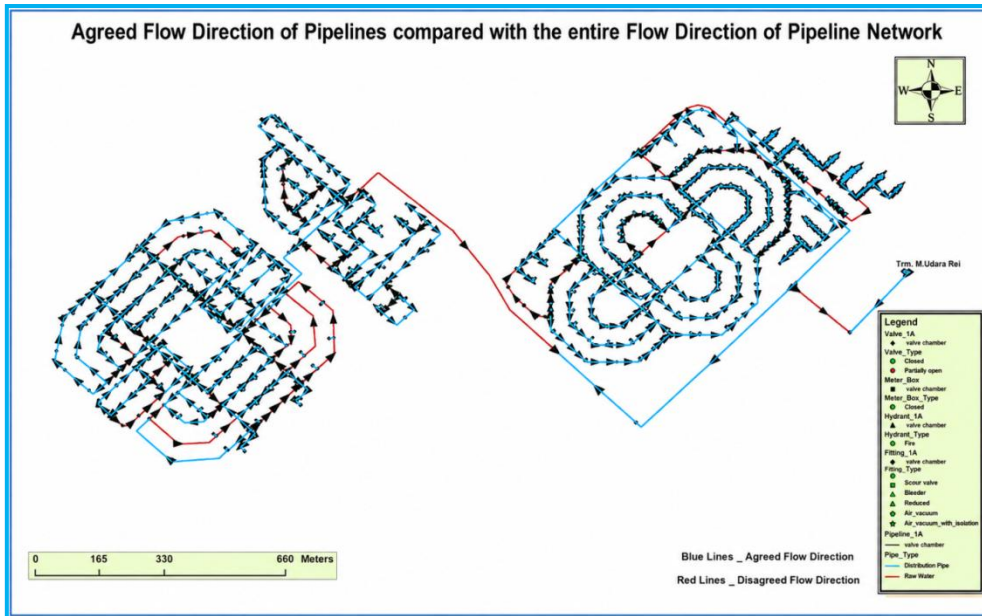 Agreed Flow Direction of Pipelines compared with the entire Flow Direction of Pipeline Network
N
W E
S
Trm. M.Udara Rei
Legend
Valve_1A
valve chamber
Valve_Type
Closed
Partially open
Meter_Box
valve chamber
Meter_Box_Type
Closed
Hydrant_1A
valve chamber
Hydrant_Type
Fire
Fitting_1A
valve chamber
Fitting_Type
Scour valve
Bleeder
Reduced
Air_vacuum
Air_vacuum_with_isolation
Pipeline_1A
valve chamber
Pipe_Type
Distribution Pipe
Raw Water
0 165 330 660 Meters
Blue Lines _ Agreed Flow Direction
Red Lines _ Disagreed Flow Direction